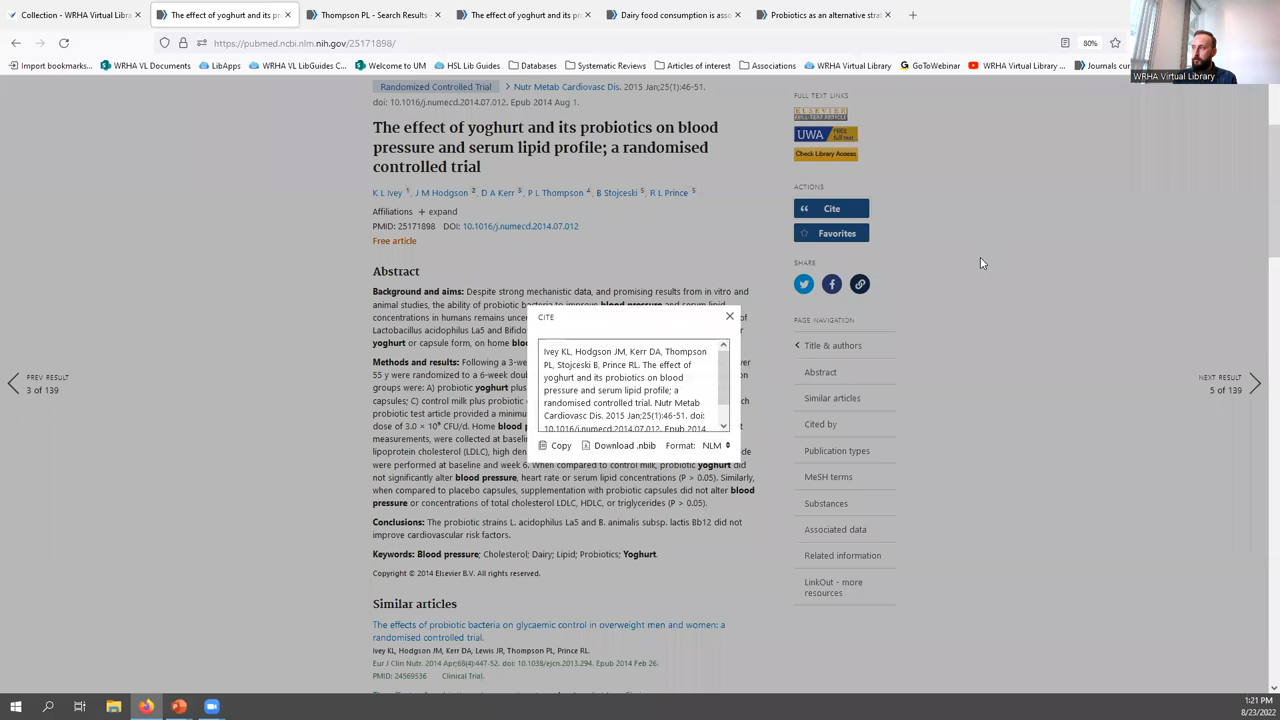 Collection - WRHA Virtual Libra
The effect of yoghurt and its pr
Thompson PL - Search Results -
The effect of yoghurt and its pr
Dairy food consumption is asso
Probiotics as an alternative strat
https://pubmed.ncbi.nlm.nih.gov/25171898/
80%
Import bookmarks...
WRHA VL Documents
LibApps
WRHA VL LibGuides C...
Welcome to UM
HSL Lib Guides
Databases
Systematic Reviews
Articles of interest
Associations
WRHA Virtual Library
GoToWebinar
WRHA Virtual Library ...
Journals cur
WRHA Virtual Library
Randomized Controlled Trial
Nutr Metab Cardiovasc Dis. 2015 Jan;25(1):46-51.
doi: 10.1016/j.numecd.2014.07.012. Epub 2014 Aug 1.
The effect of yoghurt and its probiotics on blood
pressure and serum lipid profile; a randomised
controlled trial
K L Ivey 1, J M Hodgson 2, D A Kerr 3, P L Thompson 4, B Stojceski 5, R L Prince 5
Affiliations + expand
PMID: 25171898 DOI: 10.1016/j.numecd.2014.07.012
Free article
Abstract
Background and aims: Despite strong mechanistic data, and promising results from in vitro and
animal studies, the ability of probiotic bacteria to improve blood pressure and serum lipid
concentrations in humans remains uncer
of
Lactobacillus acidophilus La5 and Bifido
yoghurt or capsule form, on home bloo
Methods and results: Following a 3-we
ver
55 y were randomized to a 6-week doub
groups were: A) probiotic yoghurt plus
capsules; C) control milk plus probiotic
ch
probiotic test article provided a minimu
dose of 3.0 × 10⁹ CFU/d. Home blood p
measurements, were collected at baselin
lipoprotein cholesterol (LDLC), high den
were performed at baseline and week 6. When compared to control milk, probiotic yoghurt did
not significantly alter blood pressure, heart rate or serum lipid concentrations (P > 0.05). Similarly,
when compared to placebo capsules, supplementation with probiotic capsules did not alter blood
pressure or concentrations of total cholesterol LDLC, HDLC, or triglycerides (P > 0.05).
Conclusions: The probiotic strains L. acidophilus La5 and B. animalis subsp. lactis Bb12 did not
improve cardiovascular risk factors.
Keywords: Blood pressure; Cholesterol; Dairy; Lipid; Probiotics; Yoghurt.
Copyright © 2014 Elsevier B.V. All rights reserved.
Similar articles
The effects of probiotic bacteria on glycaemic control in overweight men and women: a
randomised controlled trial.
Ivey KL, Hodgson JM, Kerr DA, Lewis JR, Thompson PL, Prince RL.
Eur J Clin Nutr. 2014 Apr;68(4):447-52. doi: 10.1038/ejcn.2013.294. Epub 2014 Feb 26.
PMID: 24569536 Clinical Trial.
PREV RESULT
3 of 139
NEXT RESULT
5 of 139
CITE
Ivey KL, Hodgson JM, Kerr DA, Thompson
PL, Stojceski B, Prince RL. The effect of
yoghurt and its probiotics on blood
pressure and serum lipid profile; a
randomised controlled trial. Nutr Metab
Cardiovasc Dis. 2015 Jan;25(1):46-51. doi:
10.1016/j.numecd.2014.07.012. Epub 2014
Copy
Download .nbib
Format: NLM
FULL TEXT LINKS
ELSEVIER
FULL-TEXT ARTICLE
UWA FREE full text
Check Library Access
ACTIONS
Cite
Favorites
SHARE
PAGE NAVIGATION
Title & authors
Abstract
Similar articles
Cited by
Publication types
MeSH terms
Substances
Associated data
Related information
LinkOut - more
resources
1:21 PM
8/23/2022